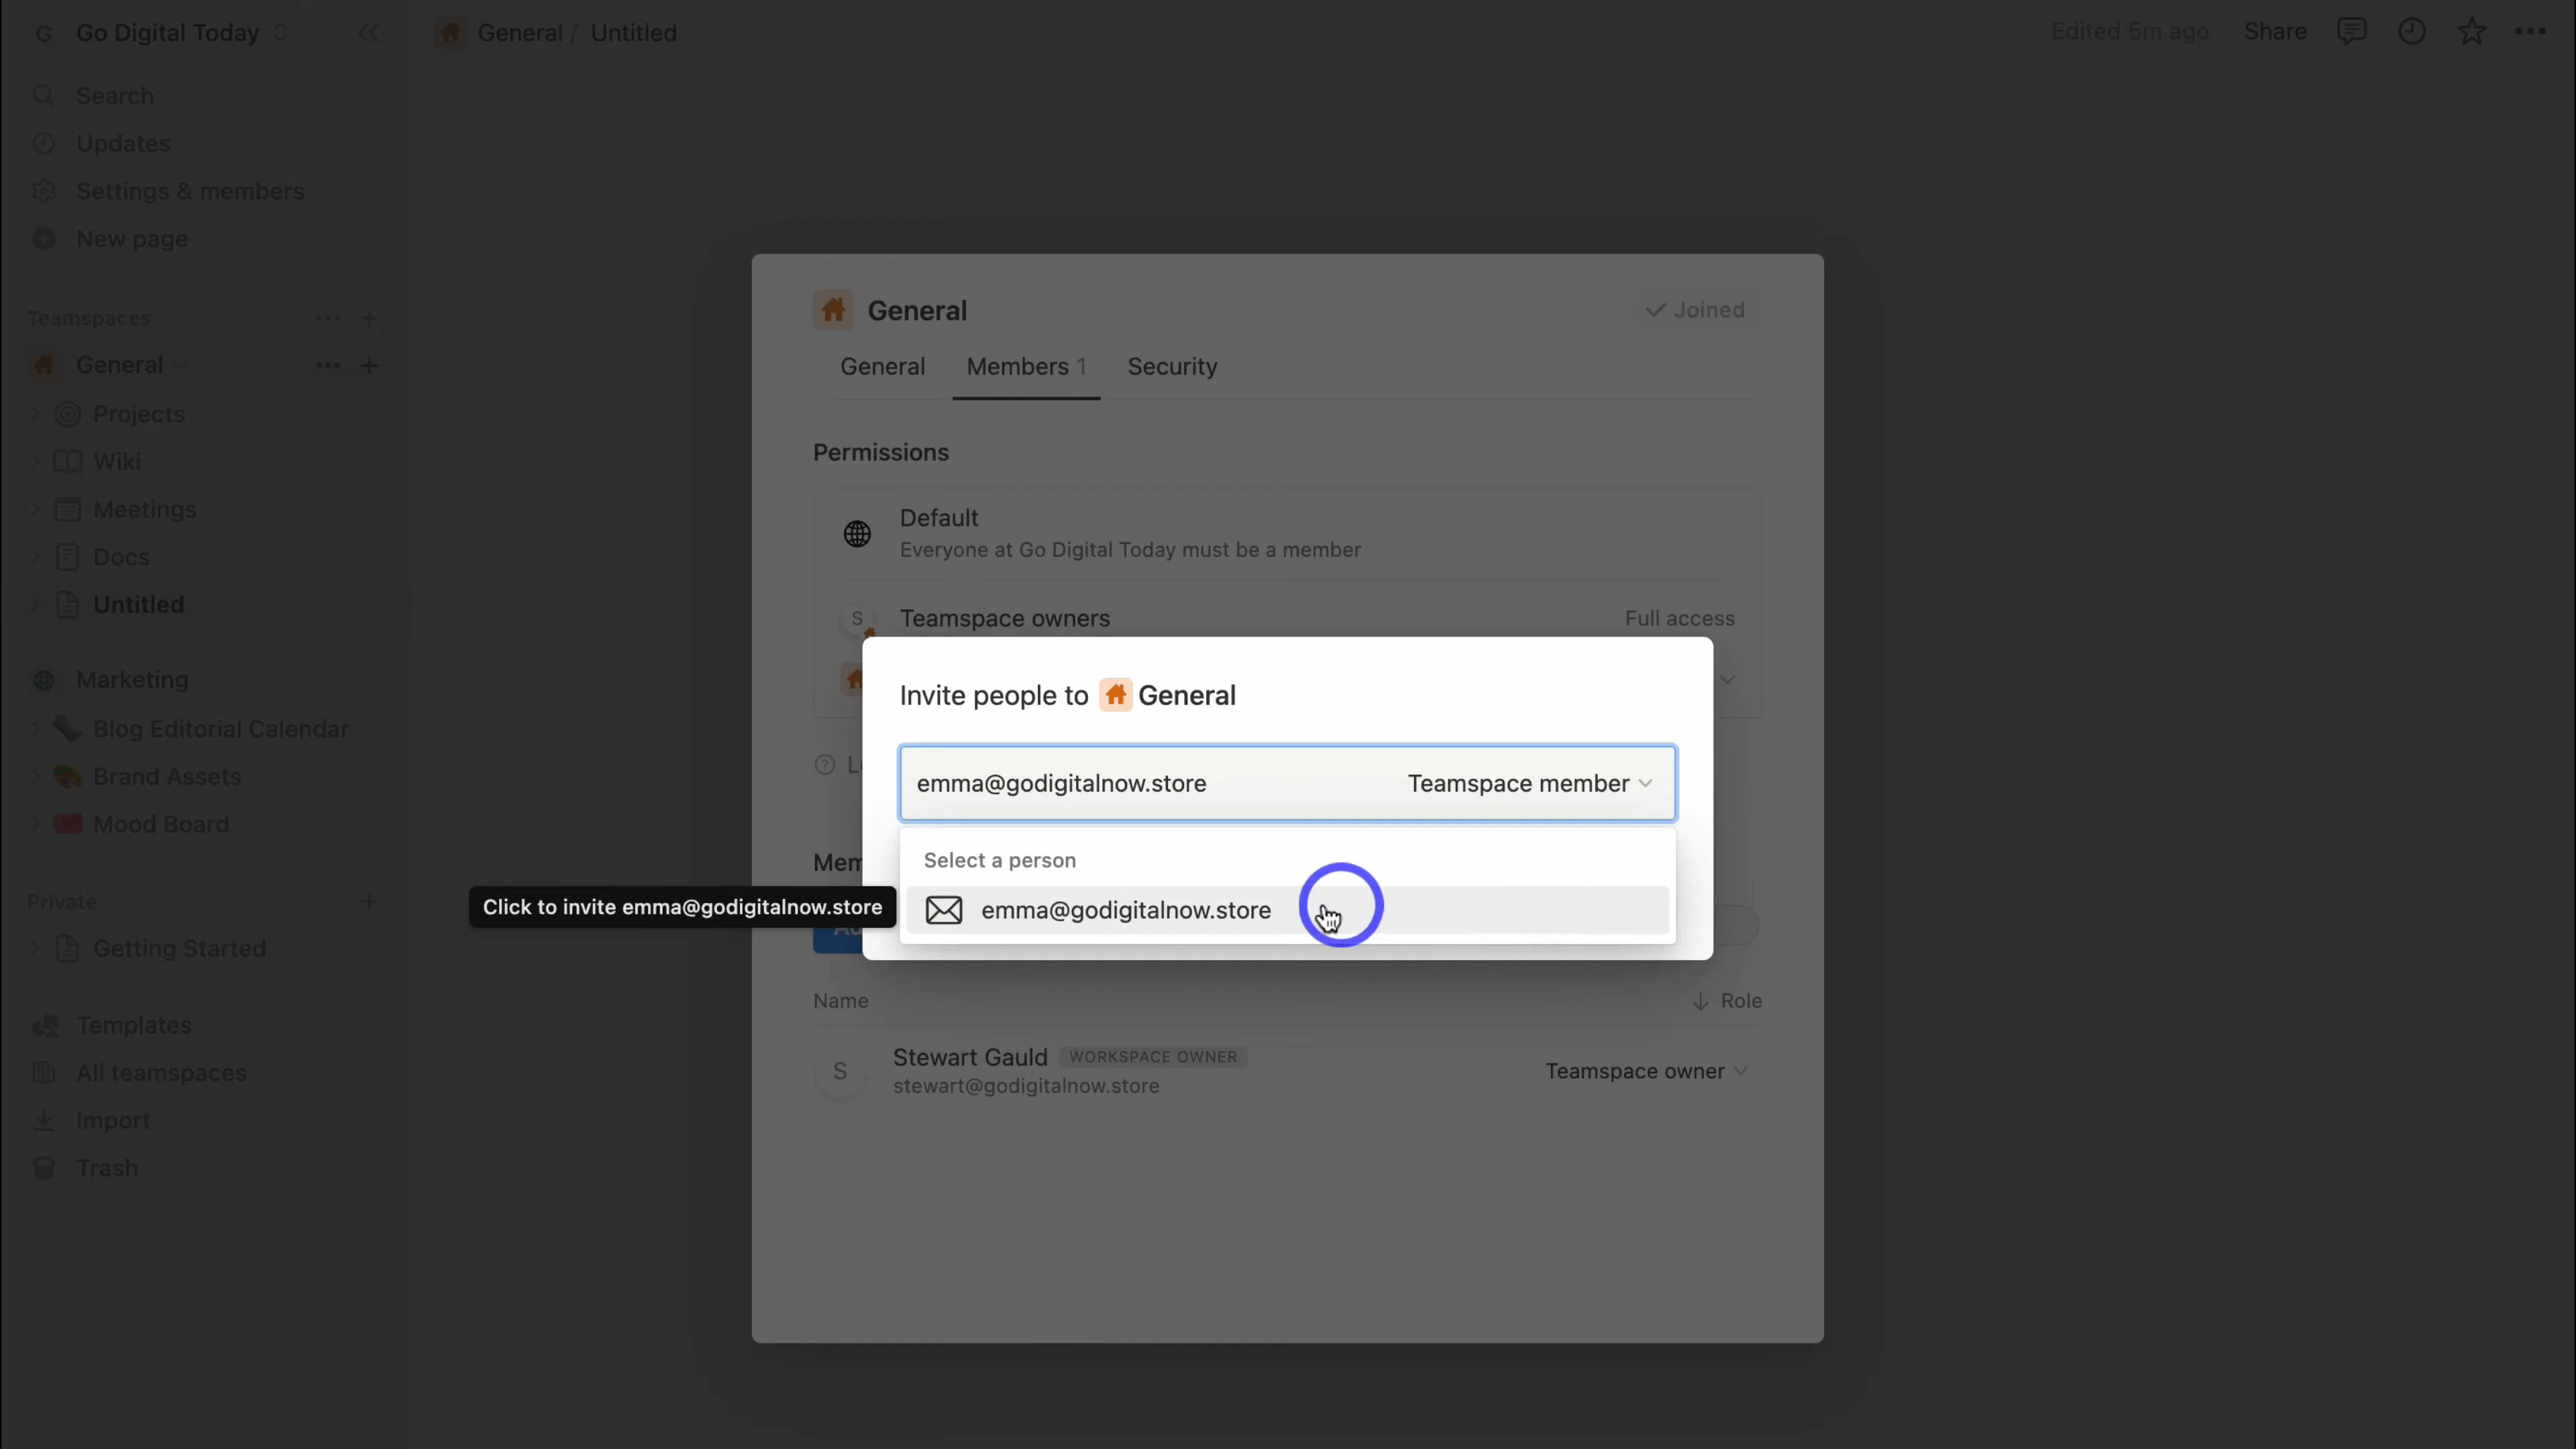 G Go Digital Today
General / Untitled
Edited 5m ago Share
Search
Updates
Settings & members
New page
Teamspaces
General
Projects
Wiki
Meetings
Docs
Untitled
Marketing
Blog Editorial Calendar
Brand Assets
Mood Board
Private
Getting Started
Templates
All teamspaces
Import
Trash
General
Joined
General Members 1 Security
Permissions
Default
Everyone at Go Digital Today must be a member
S Teamspace owners Full access
Invite people to General
emma@godigitalnow.store Teamspace member
Select a person
emma@godigitalnow.store
Click to invite emma@godigitalnow.store
Name Role
S Stewart Gauld WORKSPACE OWNER
stewart@godigitalnow.store
Teamspace owner